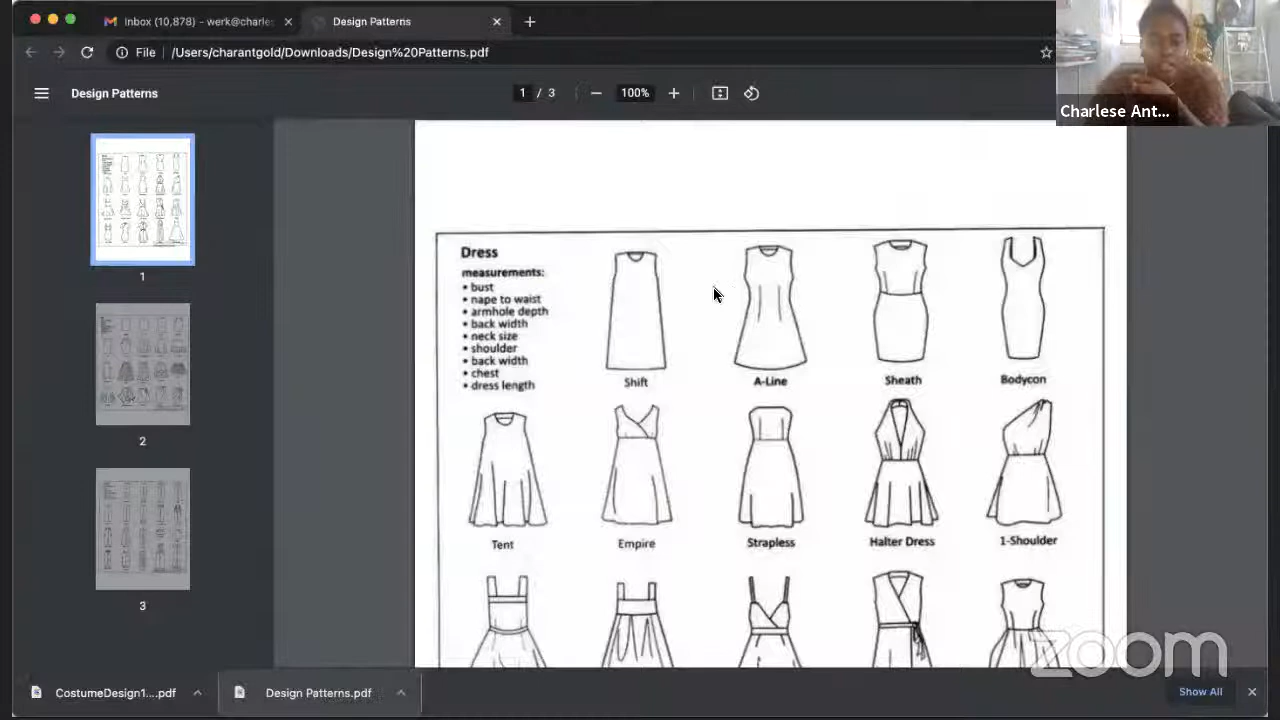 Inbox (10,878) – werk@charle
Design Patterns
File
/Users/charantgold/Downloads/Design%20Patterns.pdf
Design Patterns
1 / 3
100%
Charlese Ant...
1
2
3
Dress
measurements:
• bust
• nape to waist
• armhole depth
• back width
• neck size
• shoulder
• back width
• chest
• dress length
Shift
A-Line
Sheath
Bodycon
Tent
Empire
Strapless
Halter Dress
1-Shoulder
zoom
CostumeDesign1....pdf
Design Patterns.pdf
Show All